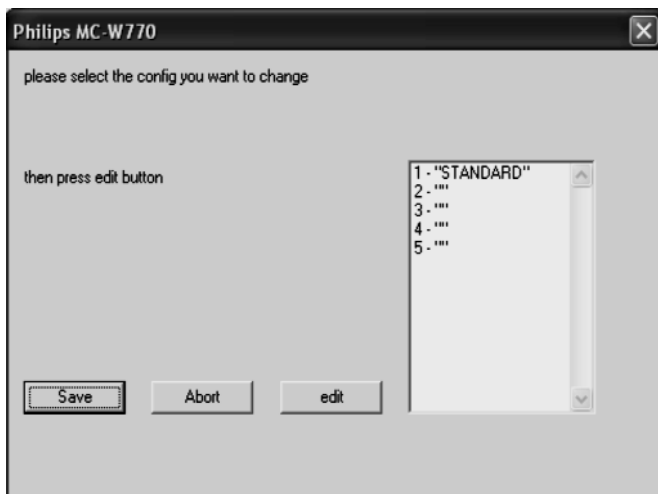 Philips MC-W770
please select the config you want to change
then press edit button
1 - "STANDARD"
2 - ""
3 - ""
4 - ""
5 - ""
Save
Abort
edit